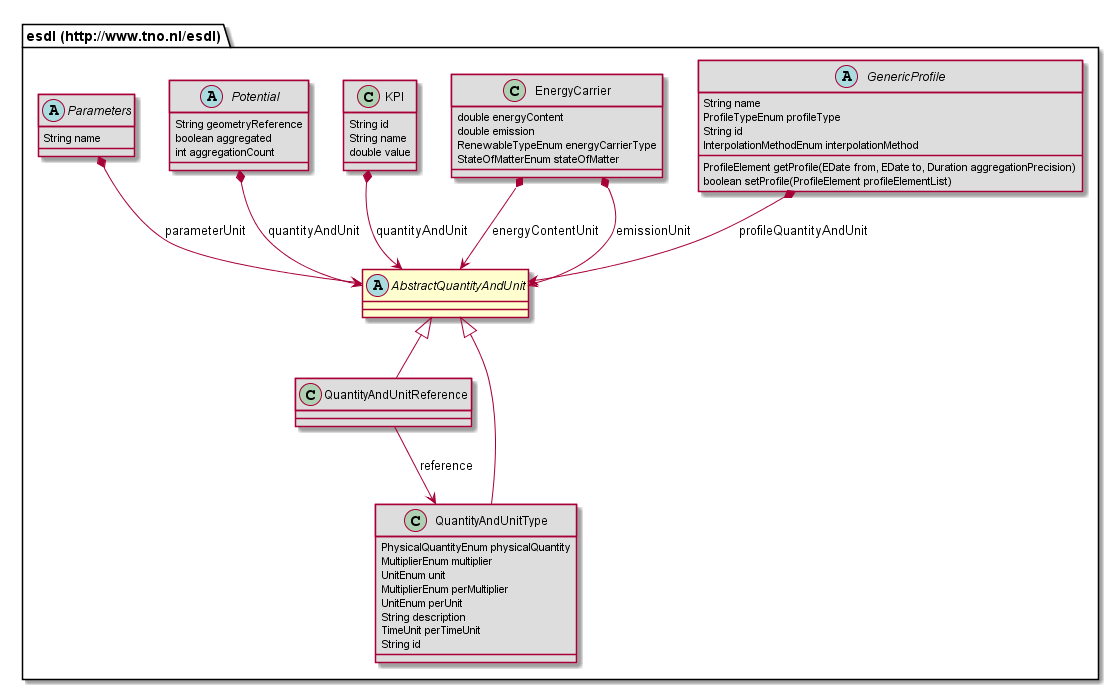 esdl (http://www.tno.nl/esdl)
A Parameters
String name
A Potential
String geometryReference
boolean aggregated
int aggregationCount
C KPI
String id
String name
double value
C EnergyCarrier
double energyContent
double emission
RenewableTypeEnum energyCarrierType
StateOfMatterEnum stateOfMatter
A GenericProfile
String name
ProfileTypeEnum profileType
String id
InterpolationMethodEnum interpolationMethod
ProfileElement getProfile(EDate from, EDate to, Duration aggregationPrecision)
boolean setProfile(ProfileElement profileElementList)
parameterUnit
quantityAndUnit
quantityAndUnit
energyContentUnit
emissionUnit
profileQuantityAndUnit
A AbstractQuantityAndUnit
C QuantityAndUnitReference
reference
C QuantityAndUnitType
PhysicalQuantityEnum physicalQuantity
MultiplierEnum multiplier
UnitEnum unit
MultiplierEnum perMultiplier
UnitEnum perUnit
String description
TimeUnit perTimeUnit
String id